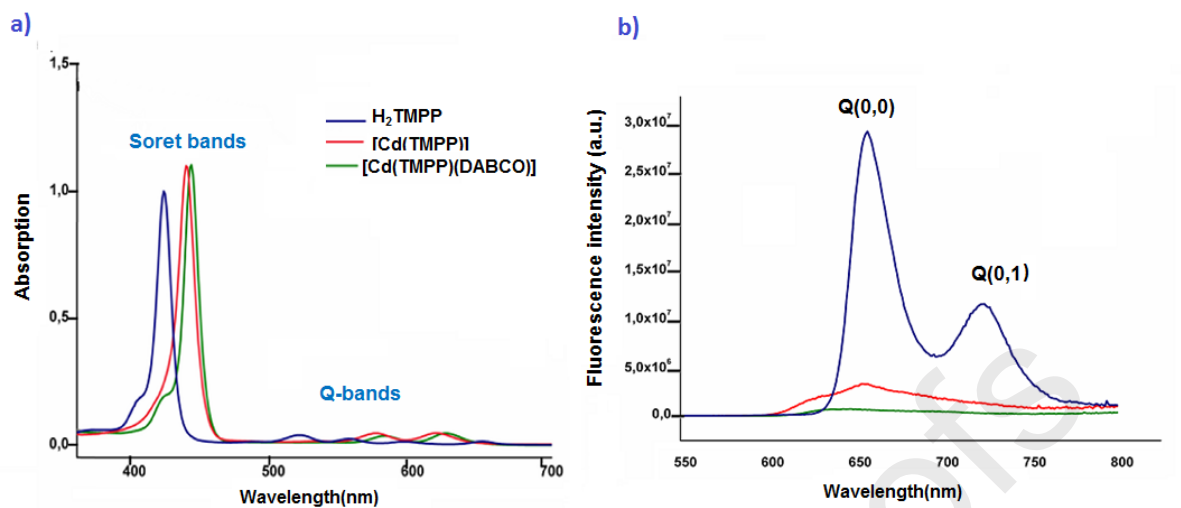 a)
1,5
Soret bands
H₂TMPP
[Cd(TMPP)]
[Cd(TMPP)(DABCO)]
1,0
Absorption
0,5
Q-bands
0,0
400 500 600 700
Wavelength(nm)
b)
Q(0,0)
3,0x10⁷
2,5x10⁷
2,0x10⁷
Q(0,1)
1,5x10⁷
1,0x10⁷
5,0x10⁶
0,0
Fluorescence intensity (a.u.)
550 600 650 700 750 800
Wavelength(nm)
ofs